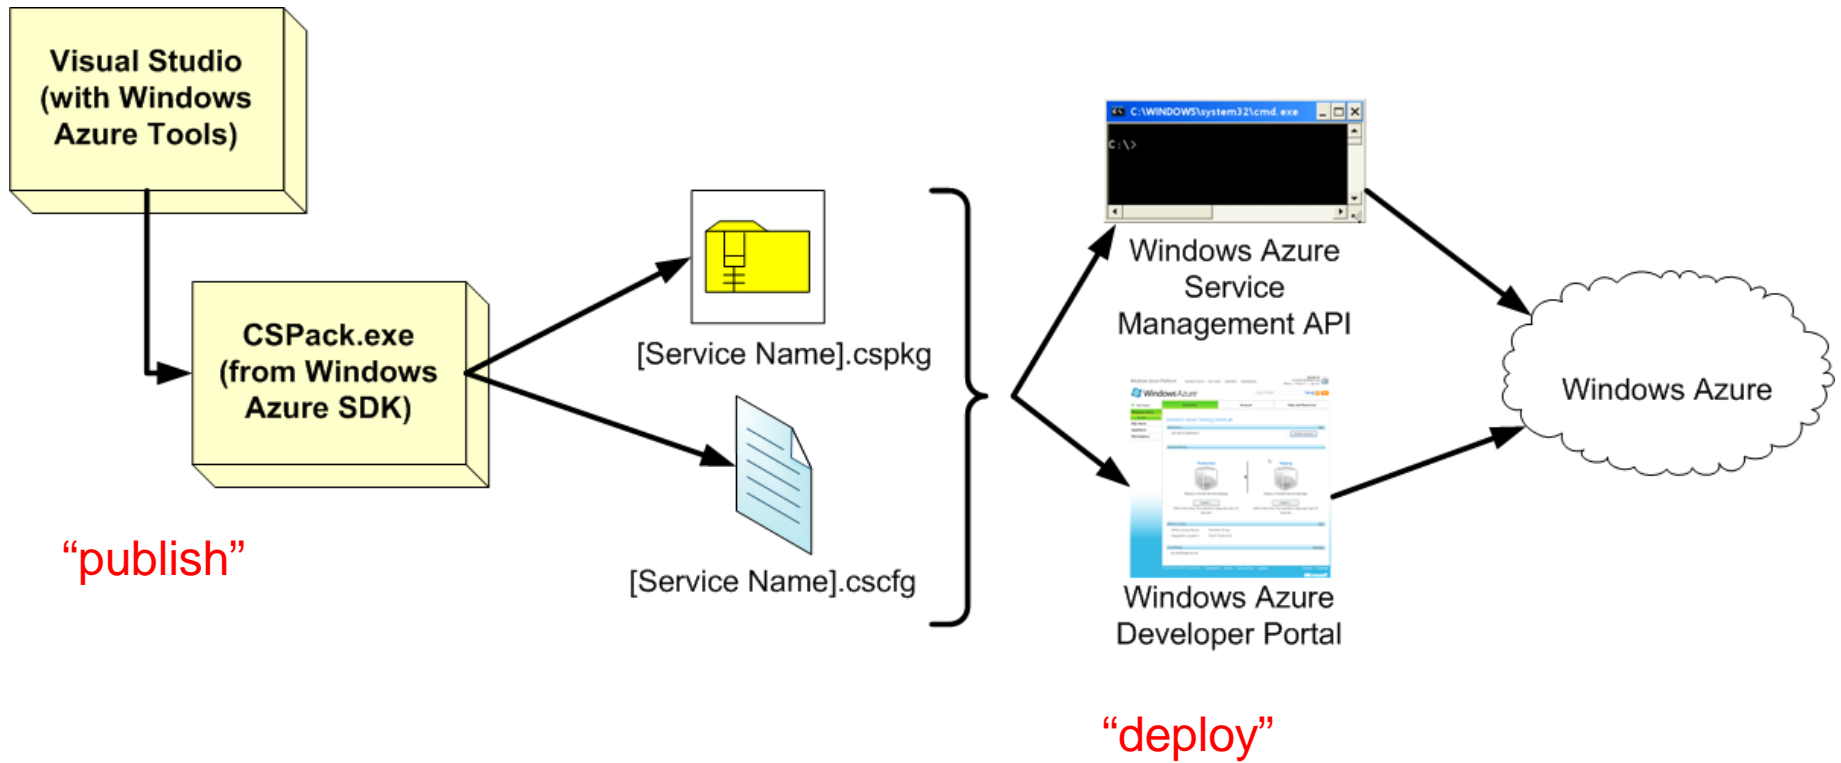 Visual Studio
(with Windows
Azure Tools)
CSPack.exe
(from Windows
Azure SDK)
“publish”
[Service Name].cspkg
[Service Name].cscfg
C:\WINDOWS\system32\cmd.exe
C:\>
Windows Azure
Service
Management API
WindowsAzure
Windows Azure
Developer Portal
“deploy”
Windows Azure